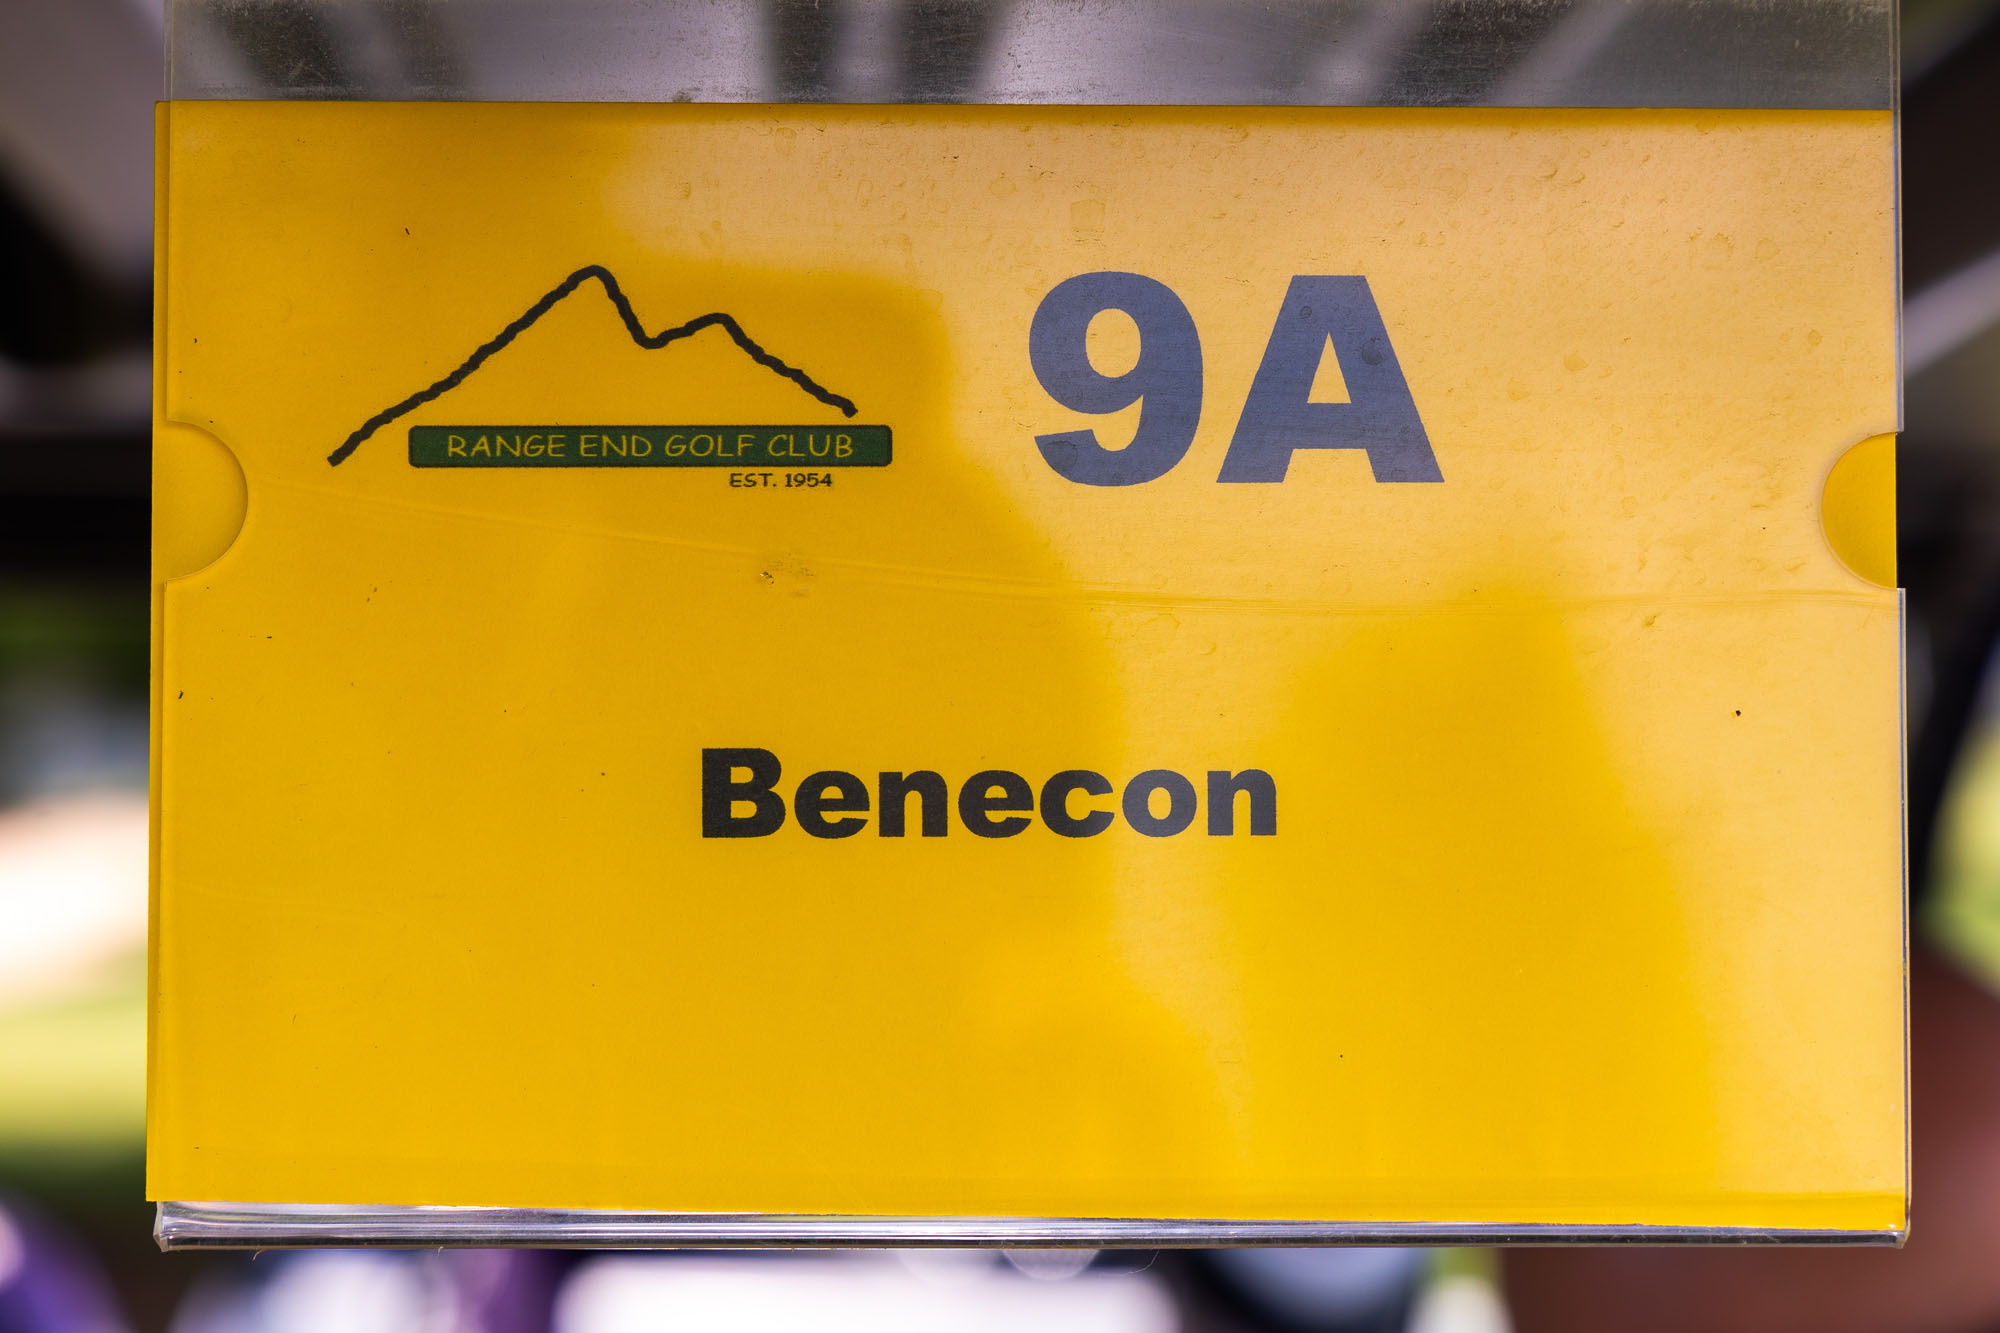 9A
RANGE END GOLF CLUB
EST. 1954
Benecon